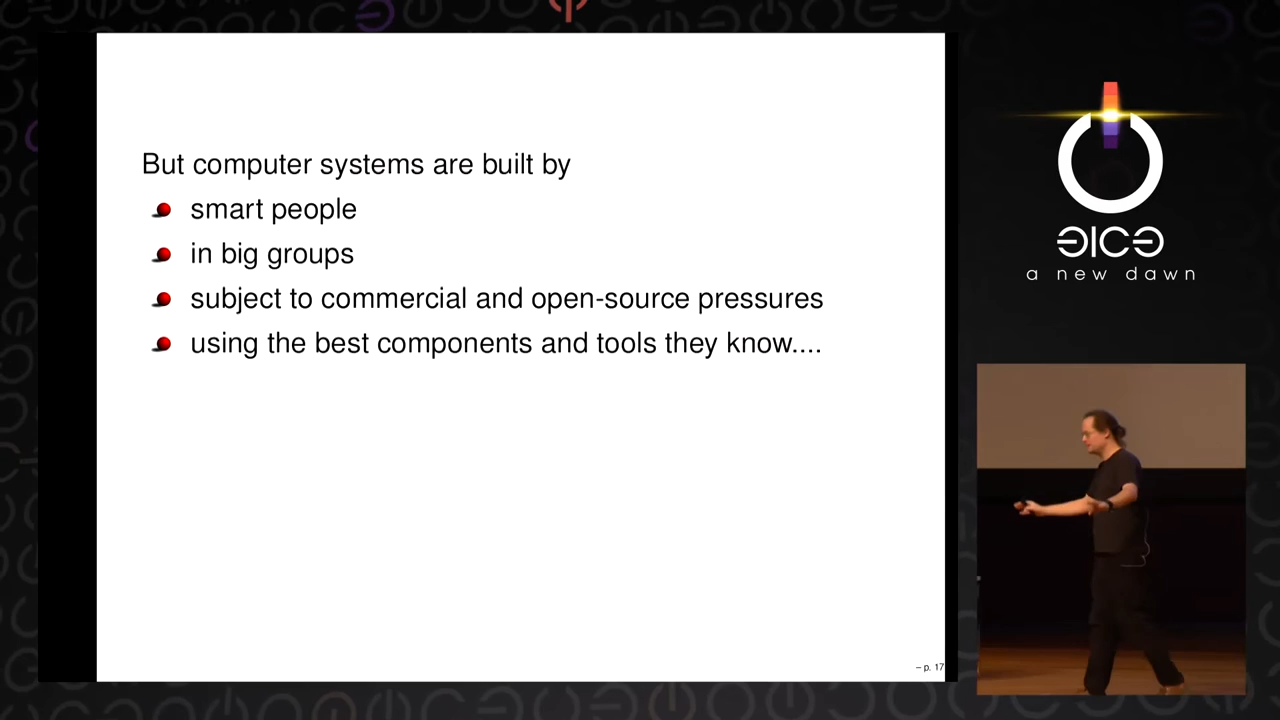 But computer systems are built by
smart people
in big groups
subject to commercial and open-source pressures
using the best components and tools they know....
– p. 17
a new dawn